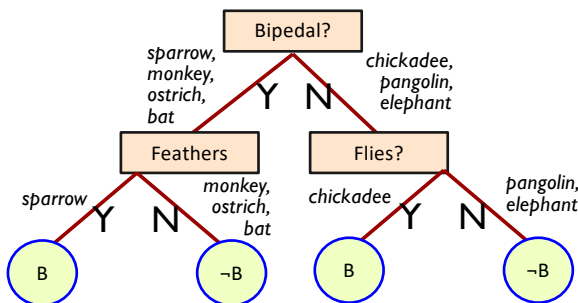 Bipedal?
sparrow,
monkey,
ostrich,
bat
Y
N
chickadee,
pangolin,
elephant
Feathers
Flies?
sparrow
Y
N
monkey,
ostrich,
bat
chickadee
Y
N
pangolin,
elephant
B
¬B
B
¬B